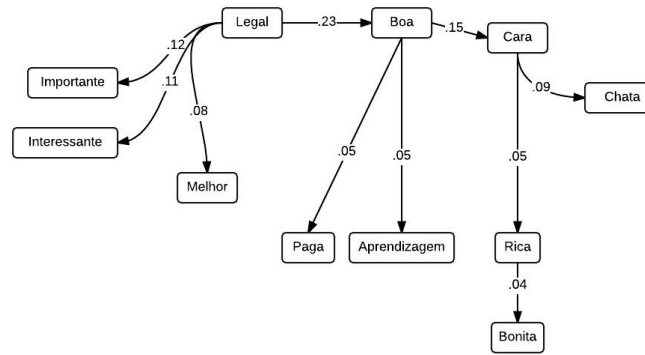 Legal
.23
Boa
.15
Cara
.12
Importante
.11
.09
Chata
.08
Interessante
.05
.05
.05
Melhor
Paga
Aprendizagem
Rica
.04
Bonita